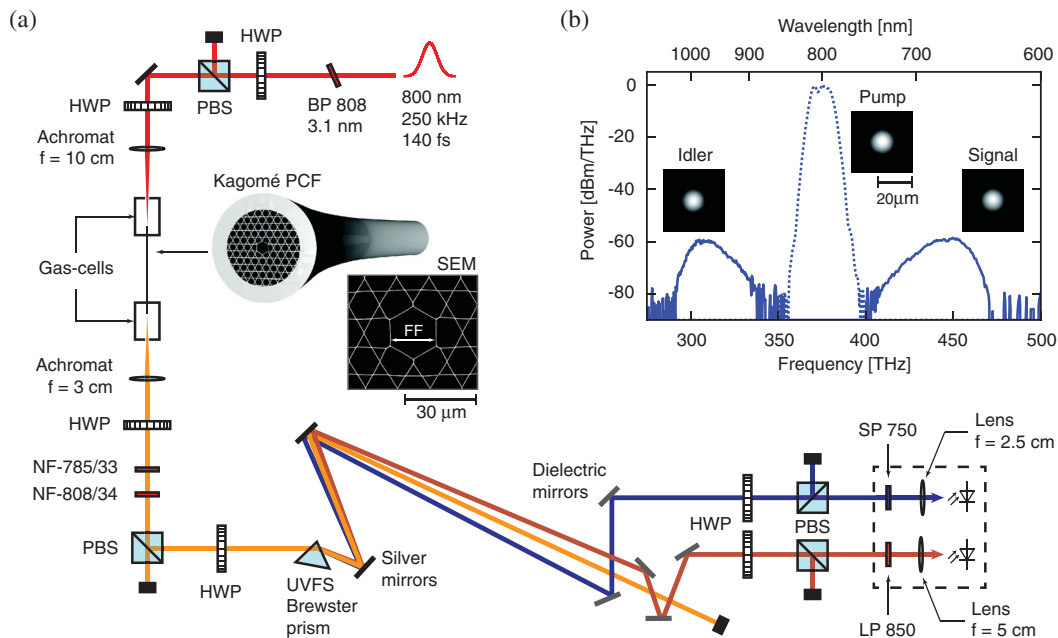 (a)
HWP
PBS
BP 808
3.1 nm
800 nm
250 kHz
140 fs
HWP
Achromat
f = 10 cm
Kagomé PCF
Gas-cells
SEM
FF
30 µm
Achromat
f = 3 cm
HWP
NF-785/33
NF-808/34
PBS
HWP
UVFS
Brewster
prism
Silver
mirrors
Dielectric
mirrors
HWP
PBS
SP 750
Lens
f = 2.5 cm
LP 850
Lens
f = 5 cm
(b)
Wavelength [nm]
1000 900 800 700 600
Power [dBm/THz]
0
-20
-40
-60
-80
Idler
Pump
20µm
Signal
300 350 400 450 500
Frequency [THz]